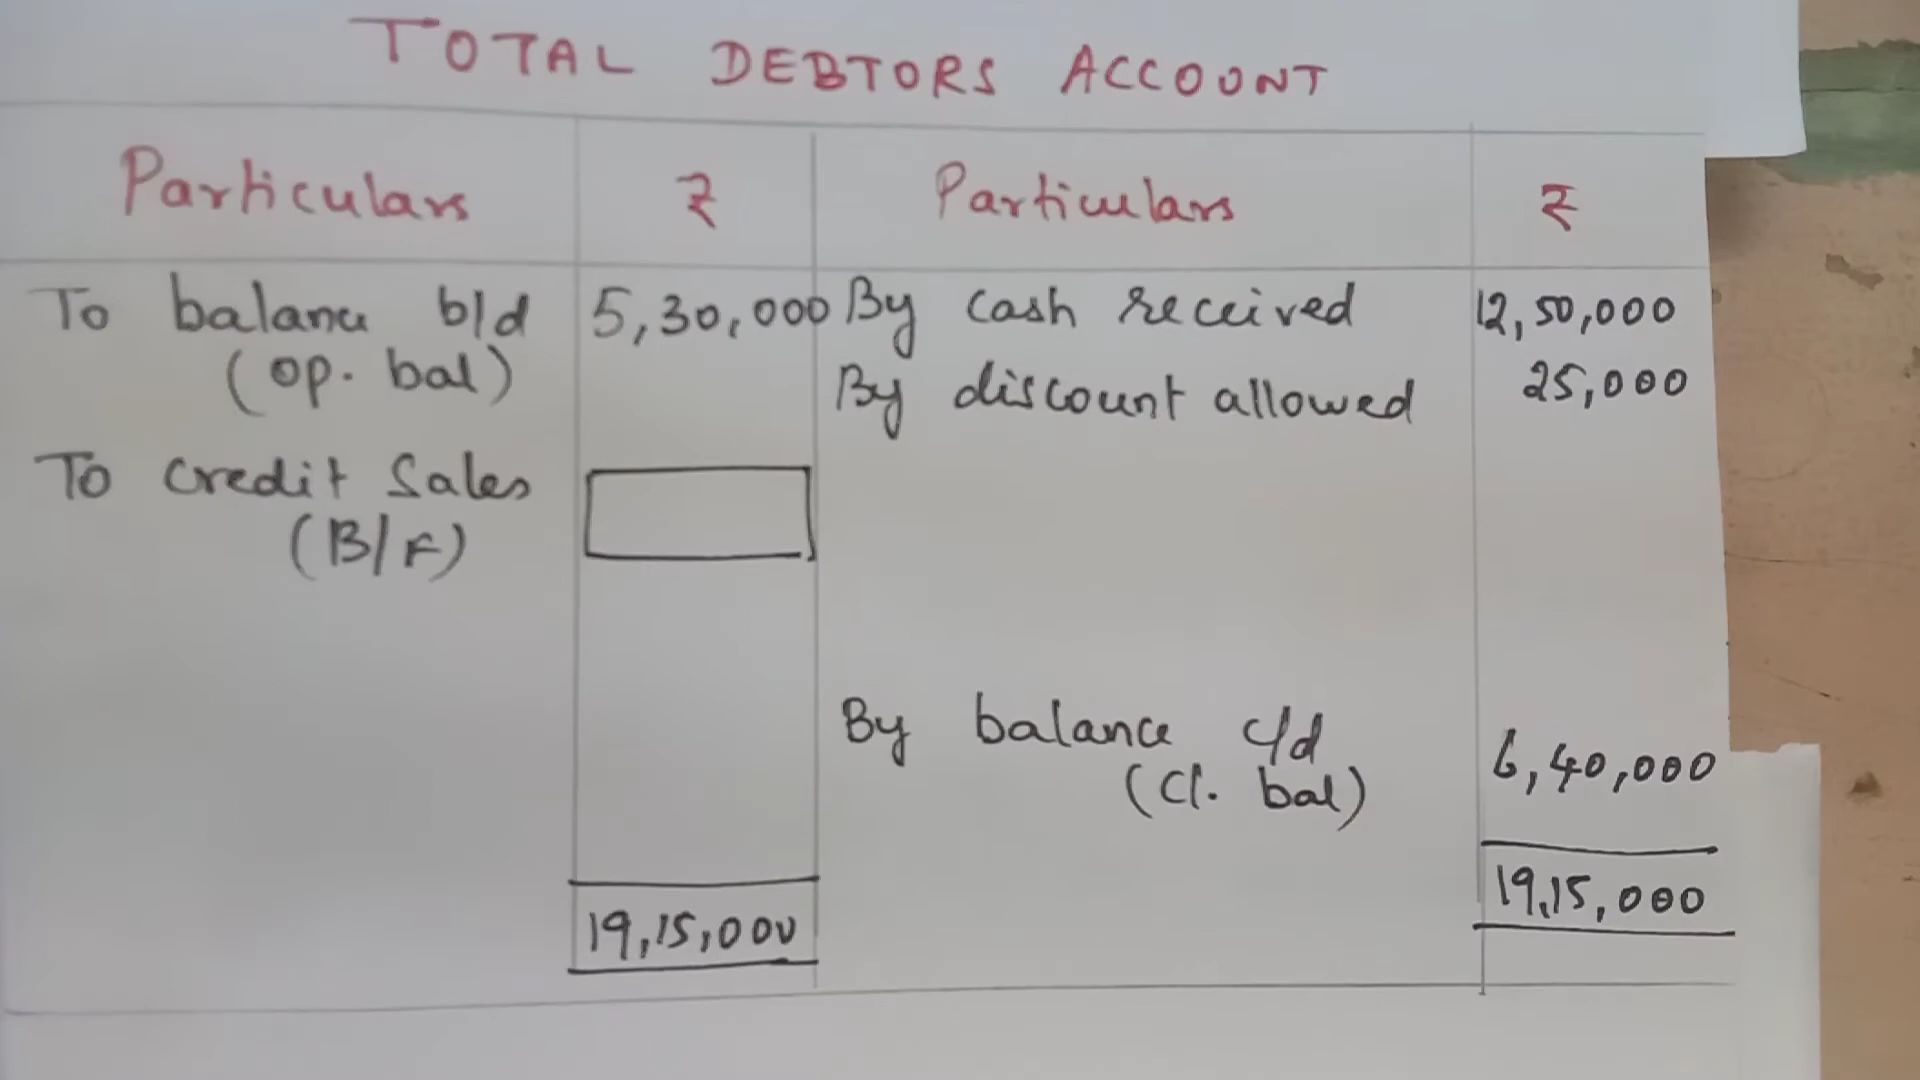 TOTAL DEBTORS ACCOUNT
Particulars ₹ Particulars ₹
To balance b/d 5,30,000 By cash received 12,50,000
(op. bal) By discount allowed 25,000
To credit Sales
(B/F)
By balance c/d 6,40,000
(Cl. bal)
19,15,000 19,15,000